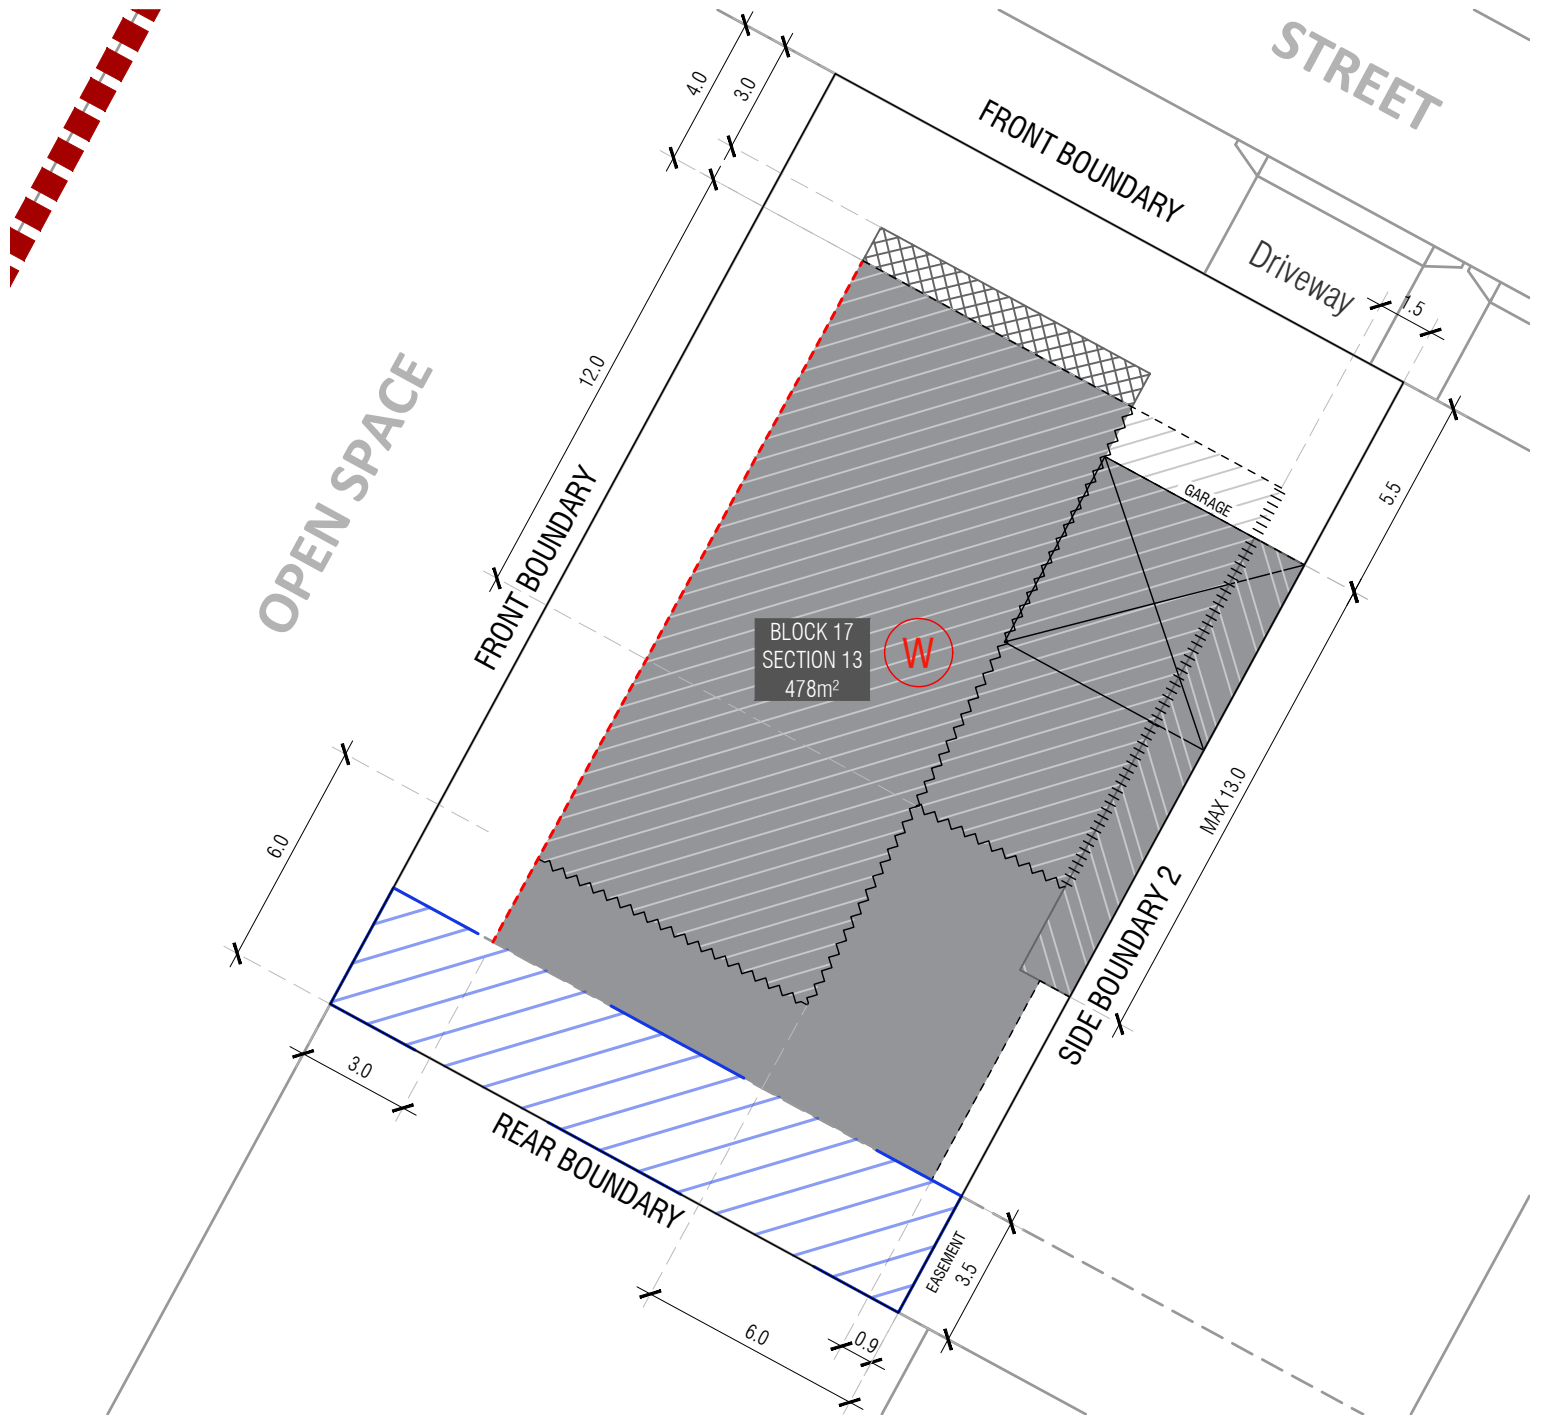 STREET
4.0
3.0
FRONT BOUNDARY
Driveway
1.5
12.0
OPEN SPACE
FRONT BOUNDARY
GARAGE
5.5
BLOCK 17
SECTION 13
478m²
W
MAX 13.0
6.0
SIDE BOUNDARY 2
3.0
REAR BOUNDARY
EASEMENT
3.5
6.0
0.9